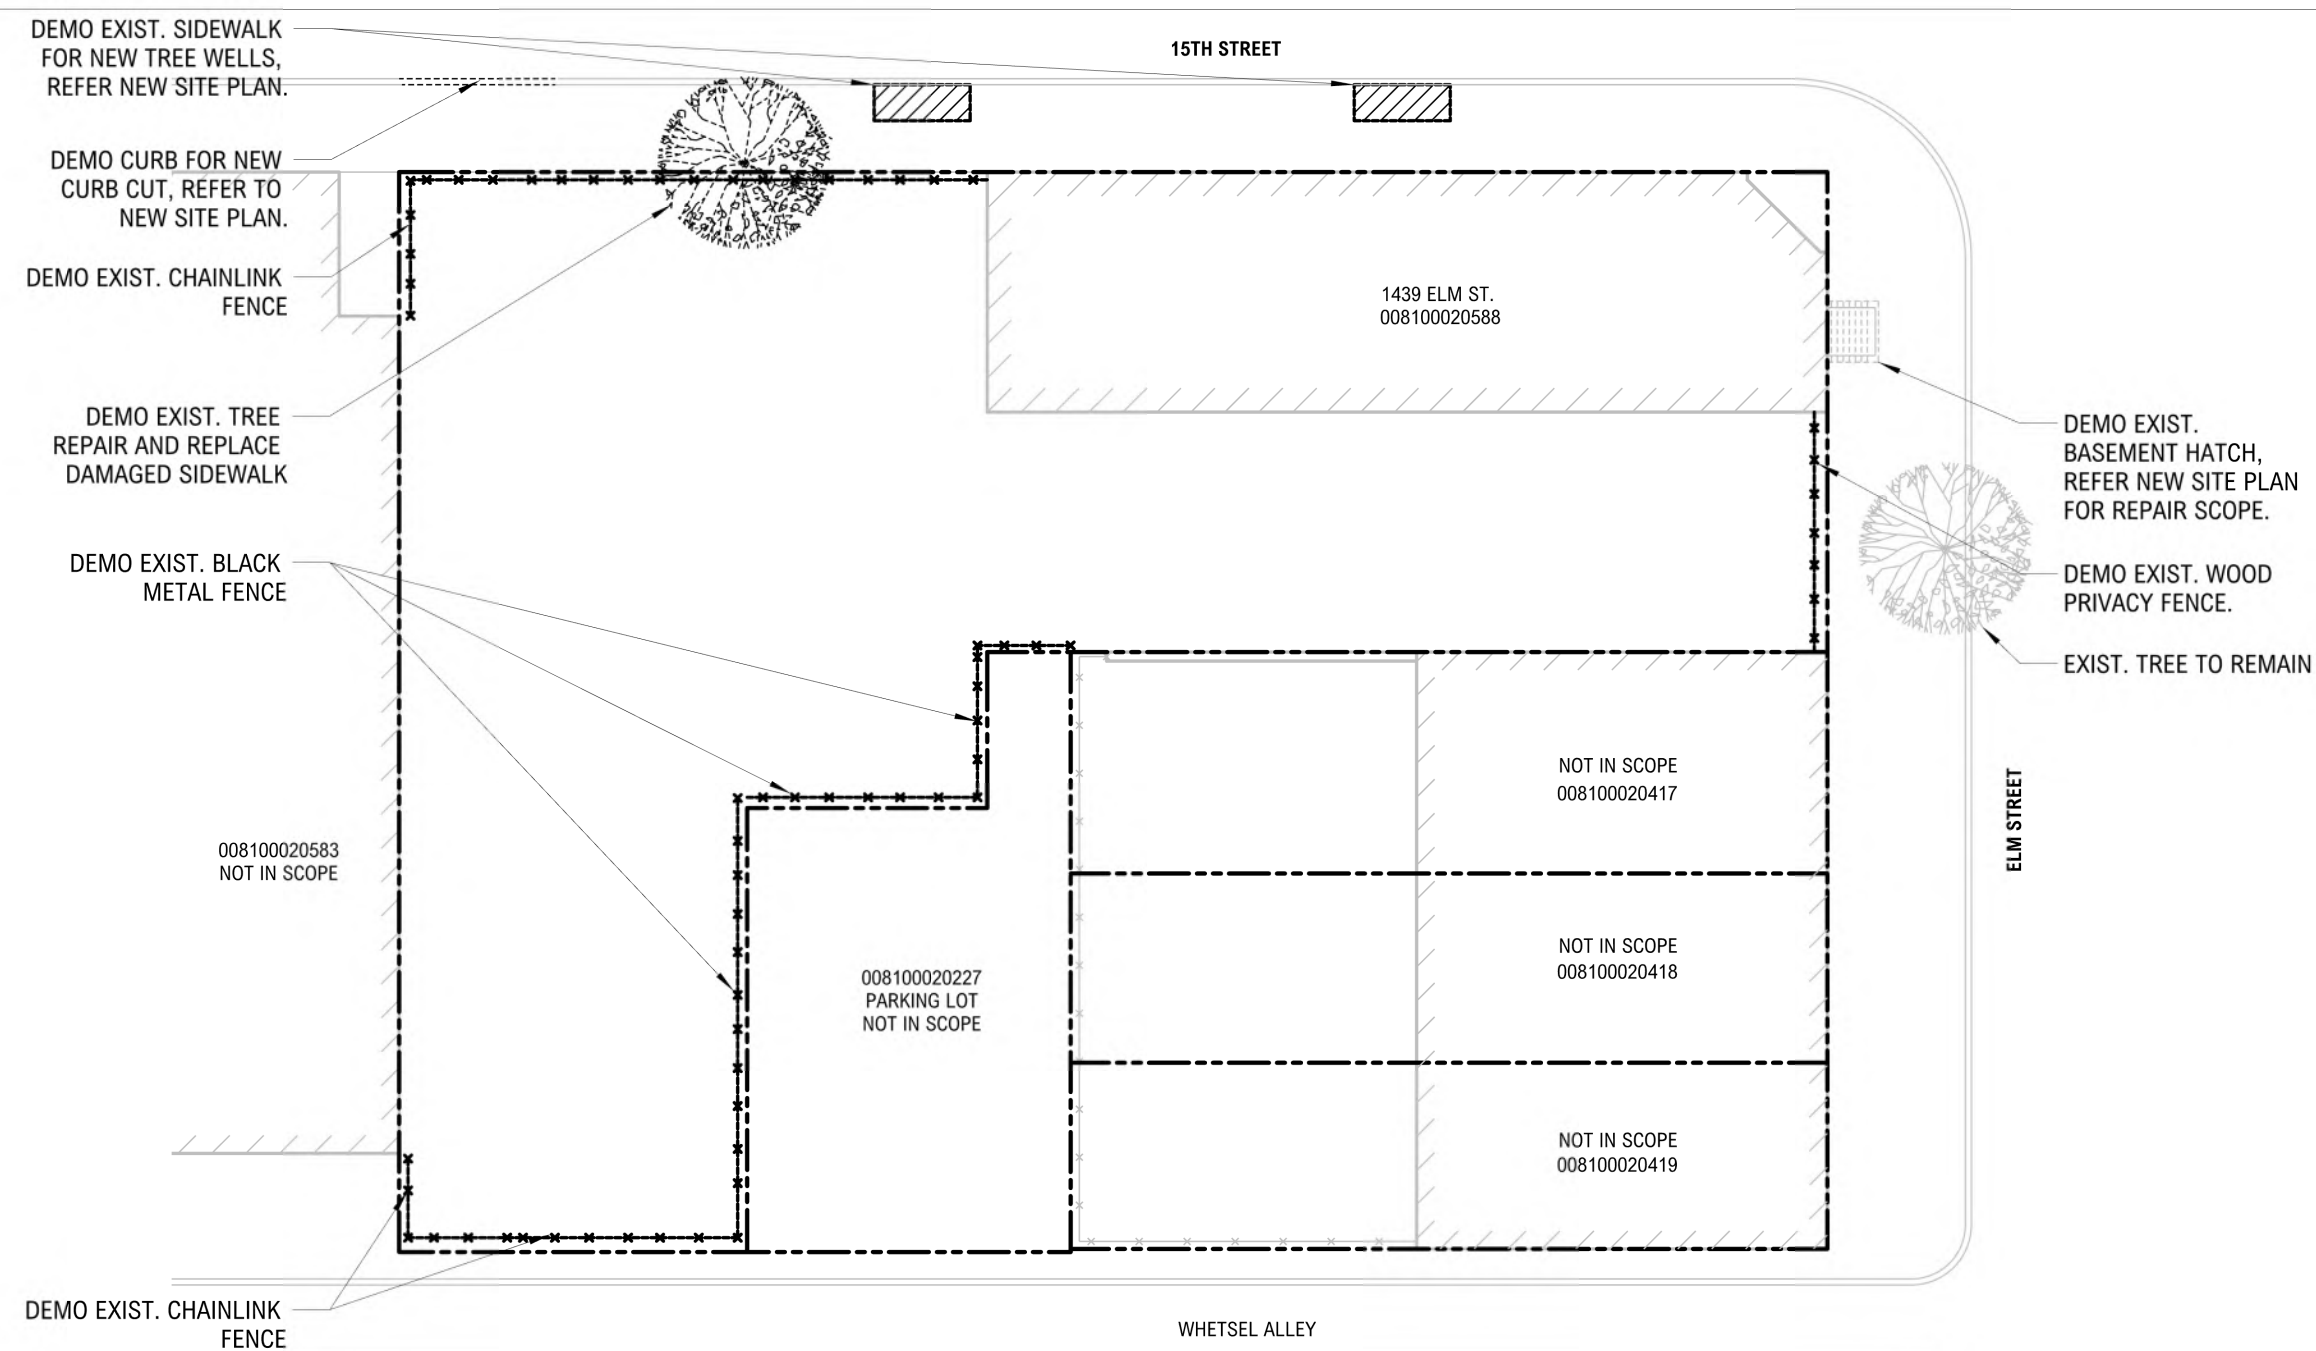 DEMO EXIST. SIDEWALK
FOR NEW TREE WELLS,
REFER NEW SITE PLAN.
15TH STREET
DEMO CURB FOR NEW
CURB CUT, REFER TO
NEW SITE PLAN.
DEMO EXIST. CHAINLINK
FENCE
1439 ELM ST.
008100020588
DEMO EXIST. TREE
REPAIR AND REPLACE
DAMAGED SIDEWALK
DEMO EXIST.
BASEMENT HATCH,
REFER NEW SITE PLAN
FOR REPAIR SCOPE.
DEMO EXIST. BLACK
METAL FENCE
DEMO EXIST. WOOD
PRIVACY FENCE.
EXIST. TREE TO REMAIN
NOT IN SCOPE
008100020417
ELM STREET
008100020583
NOT IN SCOPE
008100020227
PARKING LOT
NOT IN SCOPE
NOT IN SCOPE
008100020418
NOT IN SCOPE
008100020419
DEMO EXIST. CHAINLINK
FENCE
WHETSEL ALLEY